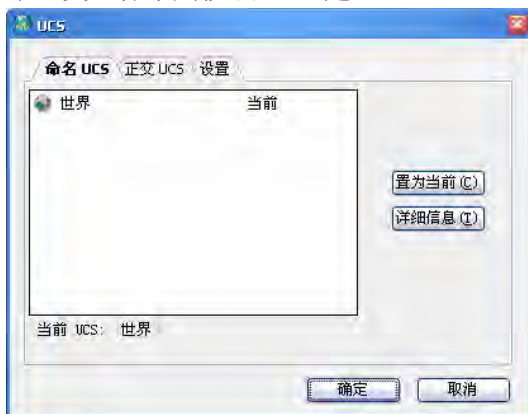 UCS
命名 UCS 正交 UCS 设置
世界 当前
置为当前(C)
详细信息(T)
当前 UCS: 世界
确定 取消